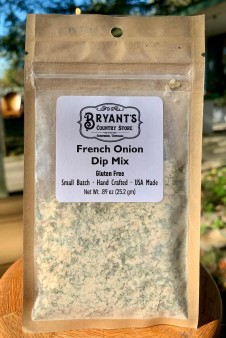 BRYANT'S
COUNTRY STORE
French Onion
Dip Mix
Gluten Free
Small Batch - Hand Crafted - USA Made
Net Wt. .89 oz (25.2 gm)